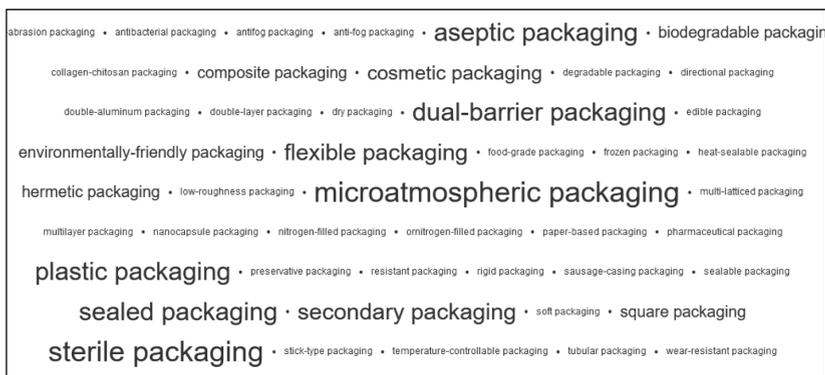 abrasion packaging • antibacterial packaging • antifog packaging • anti-fog packaging • aseptic packaging • biodegradable packagin
collagen-chitosan packaging • composite packaging • cosmetic packaging • degradable packaging • directional packaging
double-aluminum packaging • double-layer packaging • dry packaging • dual-barrier packaging • edible packaging
environmentally-friendly packaging • flexible packaging • food-grade packaging • frozen packaging • heat-sealable packaging
hermetic packaging • low-roughness packaging • microatmospheric packaging • multi-latticed packaging
multilayer packaging • nanocapsule packaging • nitrogen-filled packaging • ornitrogen-filled packaging • paper-based packaging • pharmaceutical packaging
plastic packaging • preservative packaging • resistant packaging • rigid packaging • sausage-casing packaging • sealable packaging
sealed packaging • secondary packaging • soft packaging • square packaging
sterile packaging • stick-type packaging • temperature-controllable packaging • tubular packaging • wear-resistant packaging